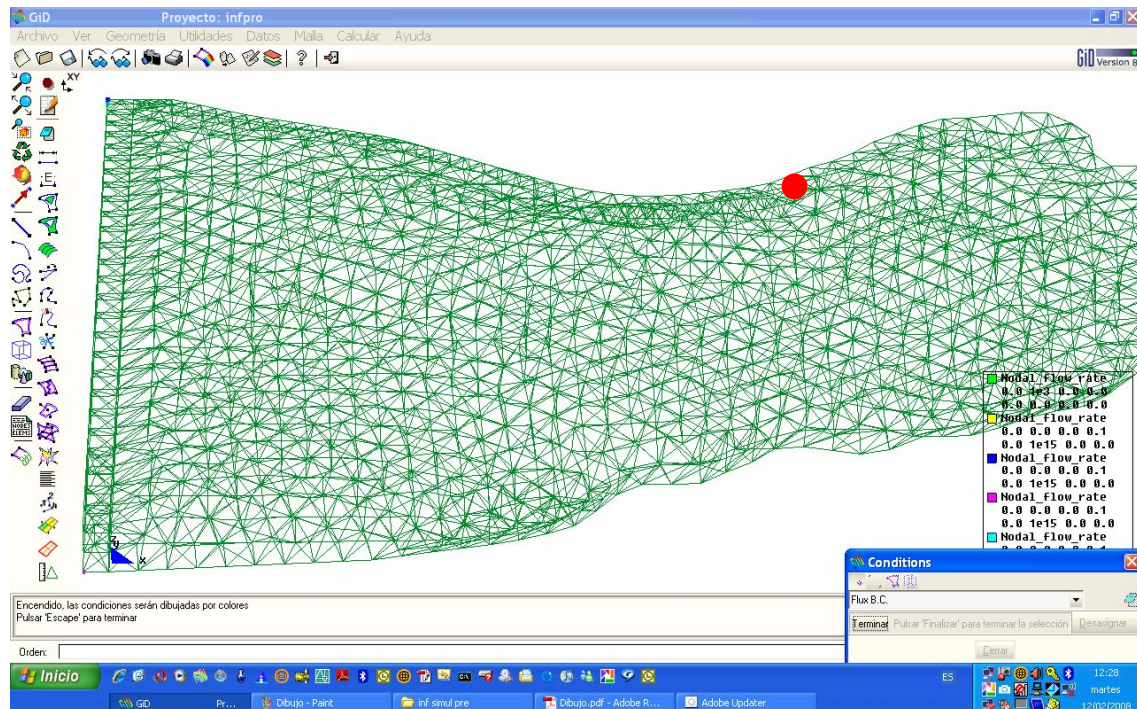 GiD Proyecto: infpro
Archivo Ver Geometría Utilidades Datos Malla Calcular Ayuda
GiD Version 8
XY
Nodal_flow_rate
0.0 1e3 0.0 0.0
0.0 0.0 0.0 0.0
Nodal_flow_rate
0.0 0.0 0.0 0.1
0.0 1e15 0.0 0.0
Nodal_flow_rate
0.0 0.0 0.0 0.1
0.0 1e15 0.0 0.0
Nodal_flow_rate
0.0 0.0 0.0 0.1
0.0 1e15 0.0 0.0
Nodal_flow_rate
x
Conditions
Flux B.C.
Terminar Pulsar 'Finalizar' para terminar la selección Desasignar
Cerrar
Encendido, las condiciones serán dibujadas por colores
Pulsar 'Escape' para terminar
Orden:
Inicio ES 12:28
martes
12/02/2008
GiD Pr... Dibujo - Paint inf simul pre Dibujo.pdf - Adobe R... Adobe Updater